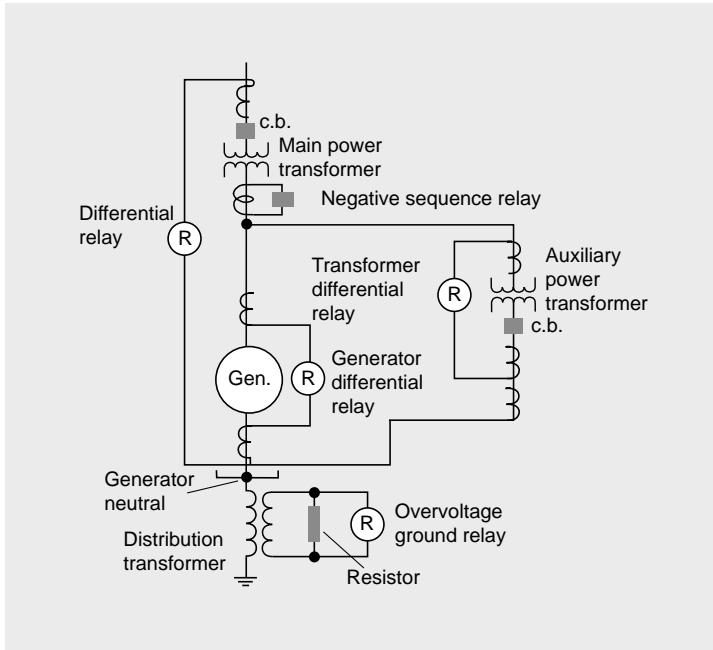 c.b.
Main power
transformer
Negative sequence relay
Differential
relay
R
Transformer
differential
relay
R
Auxiliary
power
transformer
c.b.
Gen.
R
Generator
differential
relay
Generator
neutral
Distribution
transformer
R
Overvoltage
ground relay
Resistor